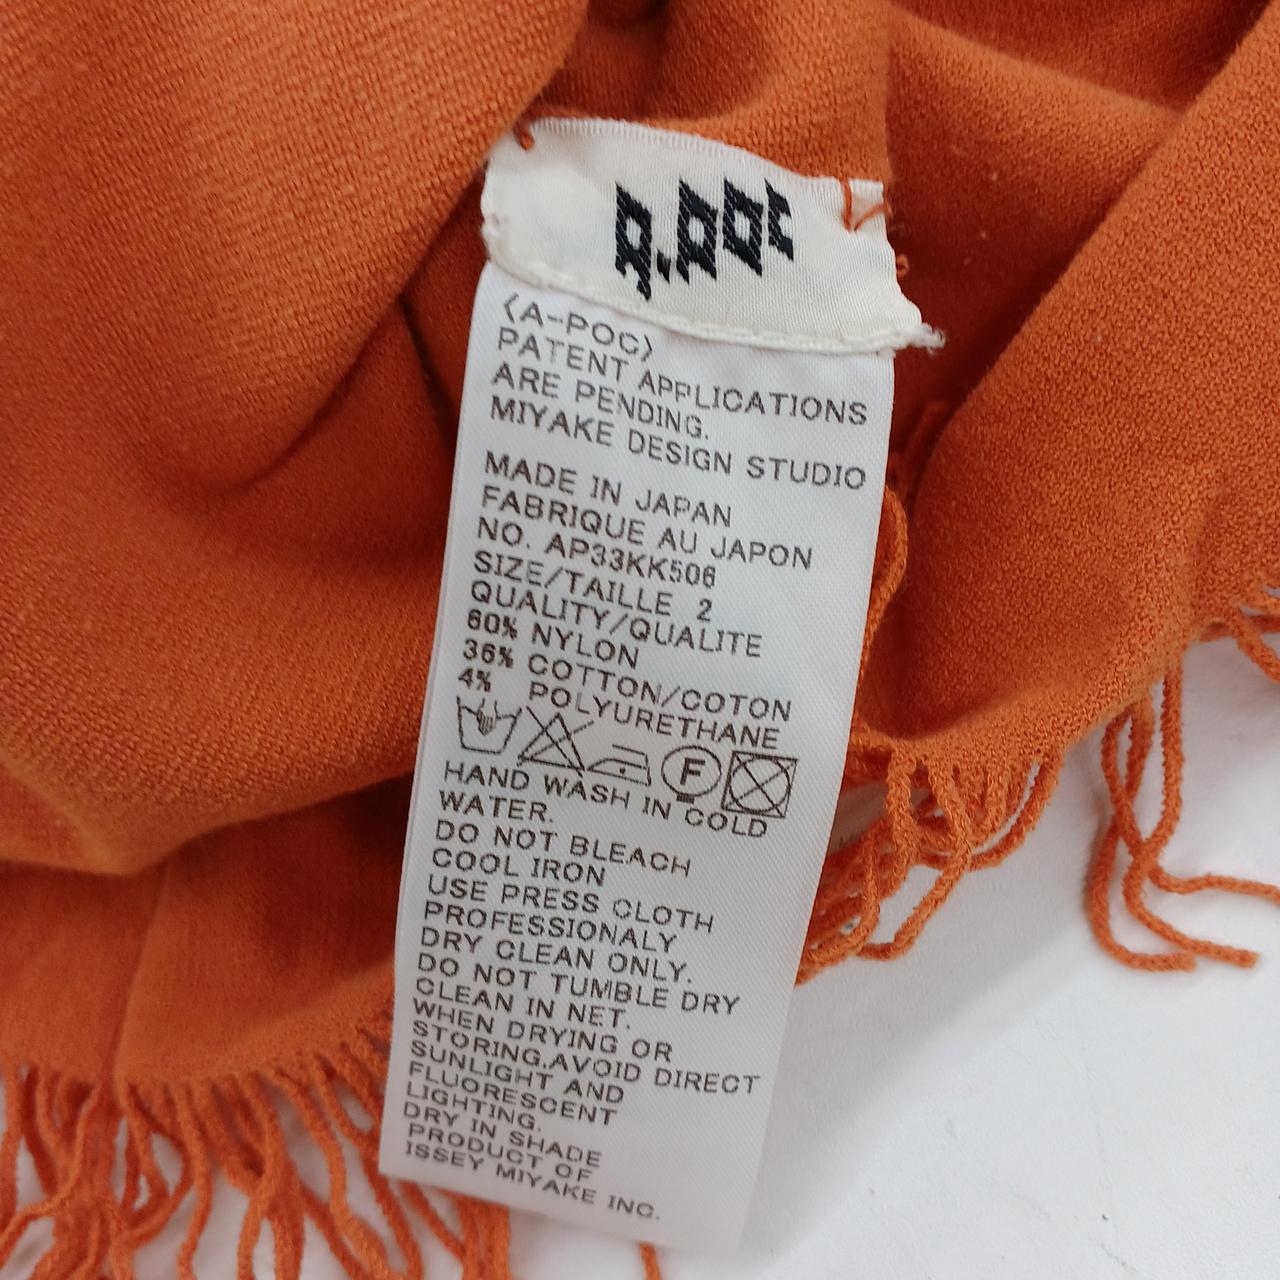 a.poc
〈A-POC〉
PATENT APPLICATIONS
ARE PENDING.
MIYAKE DESIGN STUDIO
MADE IN JAPAN
FABRIQUE AU JAPON
NO. AP33KK506
SIZE/TAILLE 2
QUALITY/QUALITE
60% NYLON
36% COTTON/COTON
4% POLYURETHANE
F
HAND WASH IN COLD
WATER.
DO NOT BLEACH
COOL IRON
USE PRESS CLOTH
PROFESSIONALY
DRY CLEAN ONLY.
DO NOT TUMBLE DRY
CLEAN IN NET.
WHEN DRYING OR
STORING.AVOID DIRECT
SUNLIGHT AND
FLUORESCENT
LIGHTING.
DRY IN SHADE
PRODUCT OF
ISSEY MIYAKE INC.